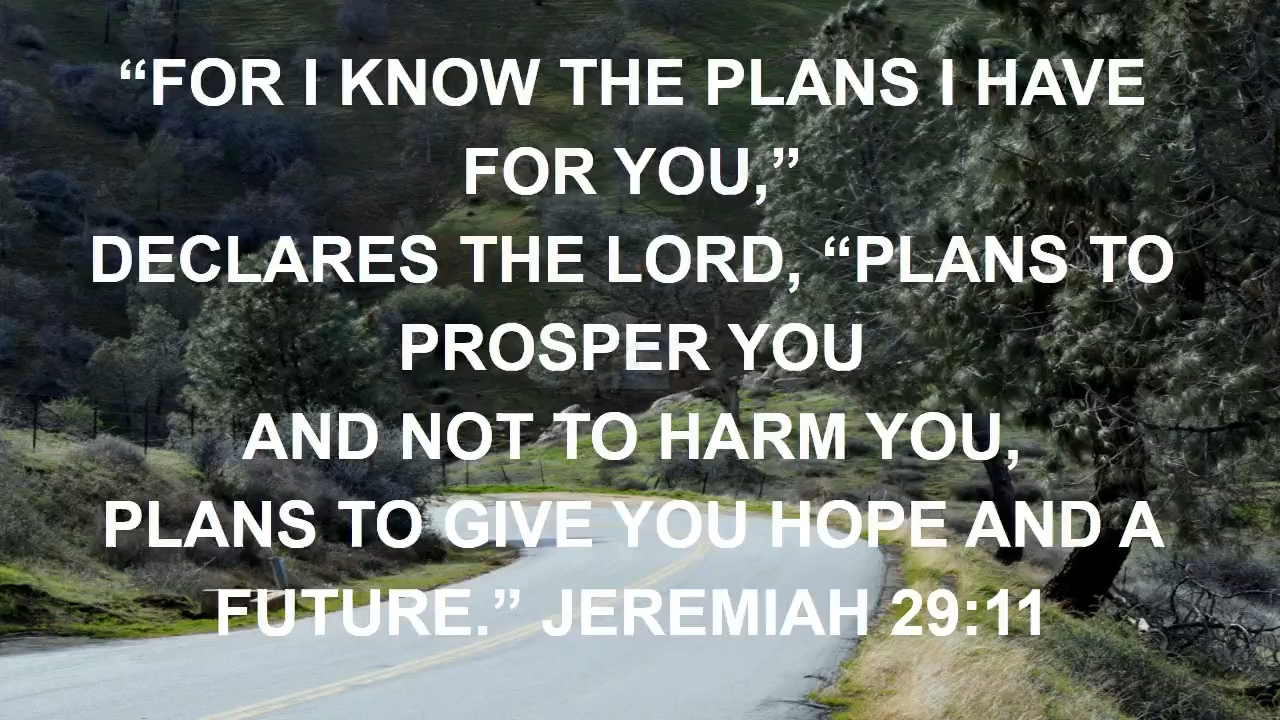 “FOR I KNOW THE PLANS I HAVE
FOR YOU,”
DECLARES THE LORD, “PLANS TO
PROSPER YOU
AND NOT TO HARM YOU,
PLANS TO GIVE YOU HOPE AND A
FUTURE.” JEREMIAH 29:11